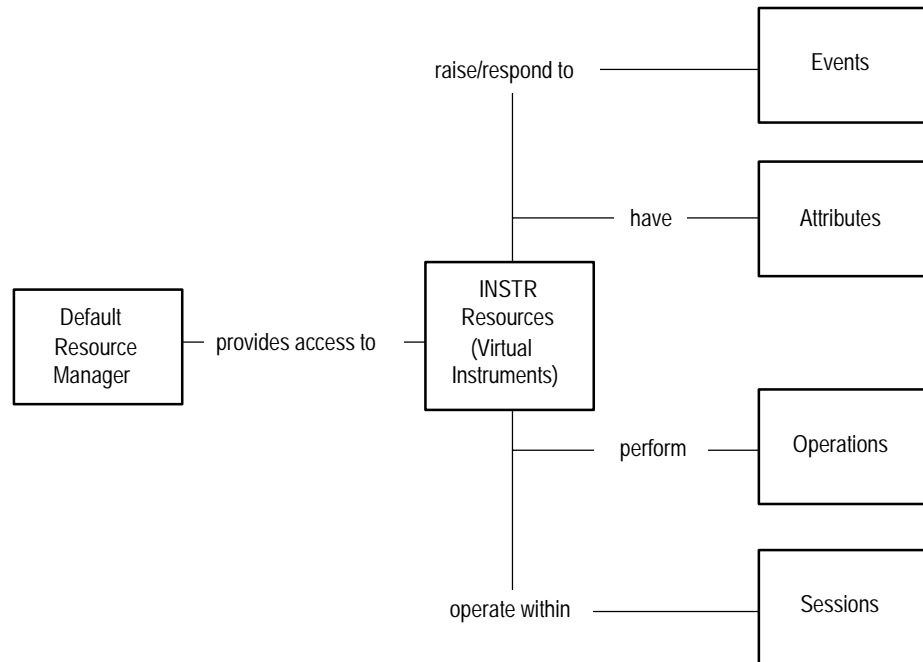 raise/respond to
Events
have
Attributes
INSTR
Resources
(Virtual
Instruments)
Default
Resource
Manager
provides access to
perform
Operations
operate within
Sessions